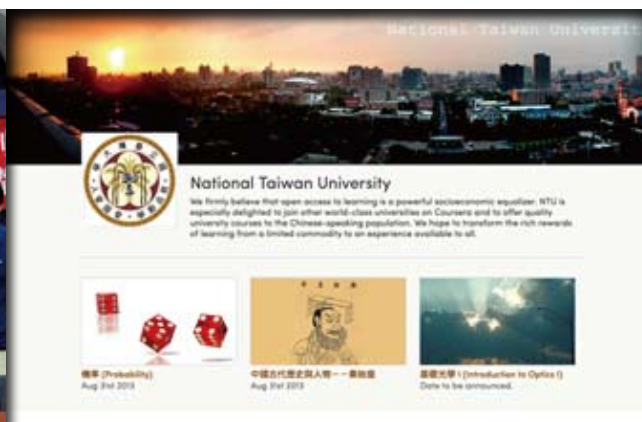 National Taiwan University
National Taiwan University
We firmly believe that open access to learning is a powerful socioeconomic equalizer. NTU is
especially delighted to join other world-class universities on Coursera and to offer quality
university courses to the Chinese-speaking population. We hope to transform the rich rewards
of learning from a limited commodity to an experience available to all.
機率 (Probability)
Aug 31st 2013
中國古代歷史與人物－－秦始皇
Aug 31st 2013
基礎光學 I (Introduction to Optics I)
Date to be announced.